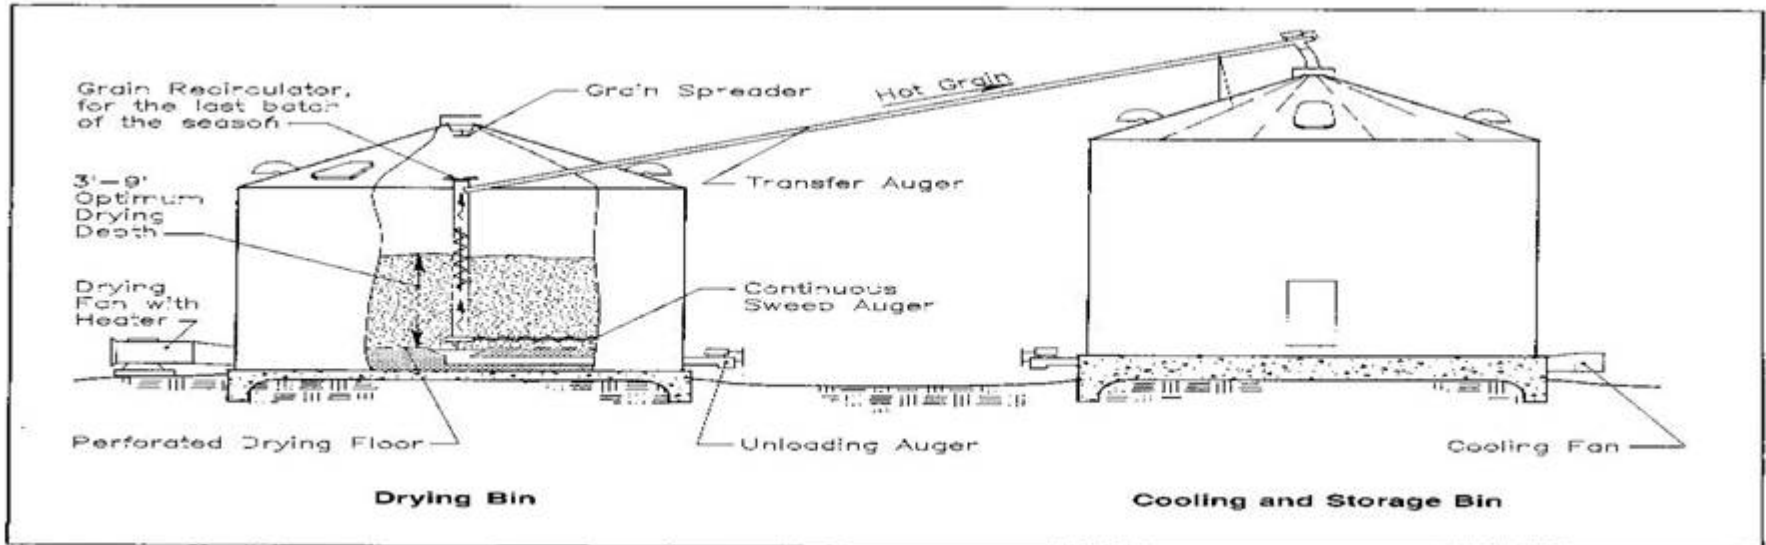 Grain Recirculator,
for the last batch
of the season
Grain Spreader
Hot Grain
3'-9'
Optimum
Drying
Depth
Transfer Auger
Drying
Fan with
Heater
Continuous
Sweep Auger
Perforated Drying Floor
Unloading Auger
Cooling Fan
Drying Bin
Cooling and Storage Bin